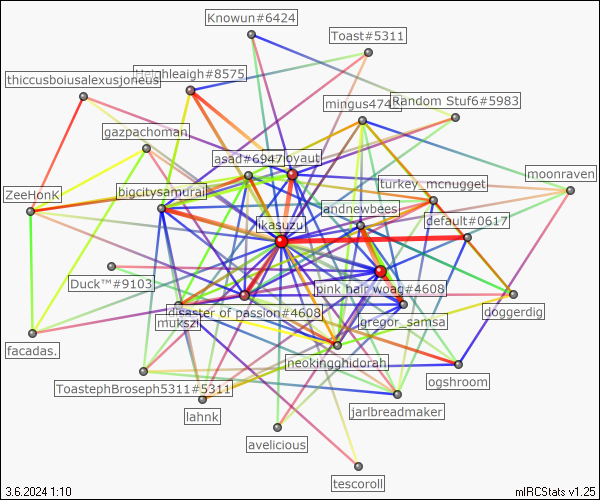 Knowun#6424
Toast#5311
Heighleaigh#8575
thiccusboiusalexusjoneus
mingus474
Random Stuf6#5983
gazpachoman
asad#6947
loyaut
moonraven
turkey_mcnugget
ZeeHonK
bigcitysamurai
andnewbees
default#0617
likasuzu
Duck™#9103
pink hair woag#4608
disaster of passion#4608
doggerdig
mukszi
gregor_samsa
facadas.
neokingghidorah
ogshroom
ToastephBroseph5311#5311
lahnk
jarlbreadmaker
avelicious
tescoroll
3.6.2024 1:10
mIRCStats v1.25